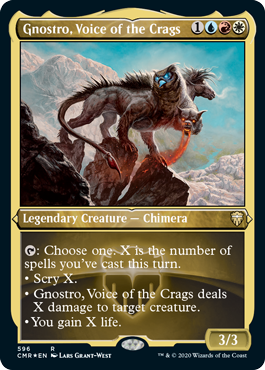 Gnostro, Voice of the Crags 1
Legendary Creature — Chimera
: Choose one. X is the number of
spells you've cast this turn.
• Scry X.
• Gnostro, Voice of the Crags deals
X damage to target creature.
• You gain X life.
3/3
596 R
CMR EN Lars Grant-West
™ & © 2020 Wizards of the Coast